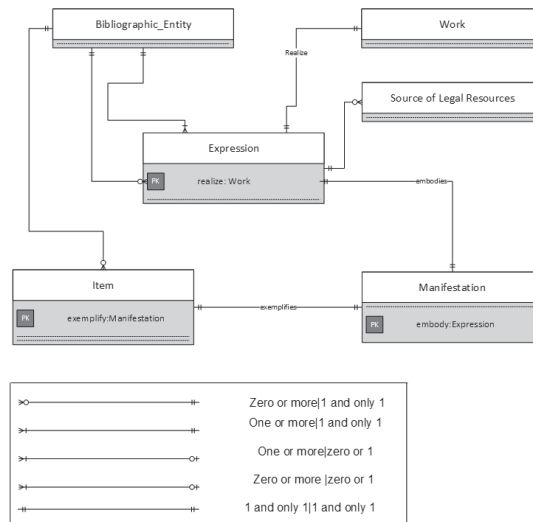 Bibliographic_Entity
Work
Realize
Source of Legal Resources
Expression
PK
realize: Work
embodies
Item
Manifestation
PK
exemplify:Manifestation
exemplifies
PK
embody:Expression
Zero or more|1 and only 1
One or more|1 and only 1
One or more|zero or 1
Zero or more |zero or 1
1 and only 1|1 and only 1